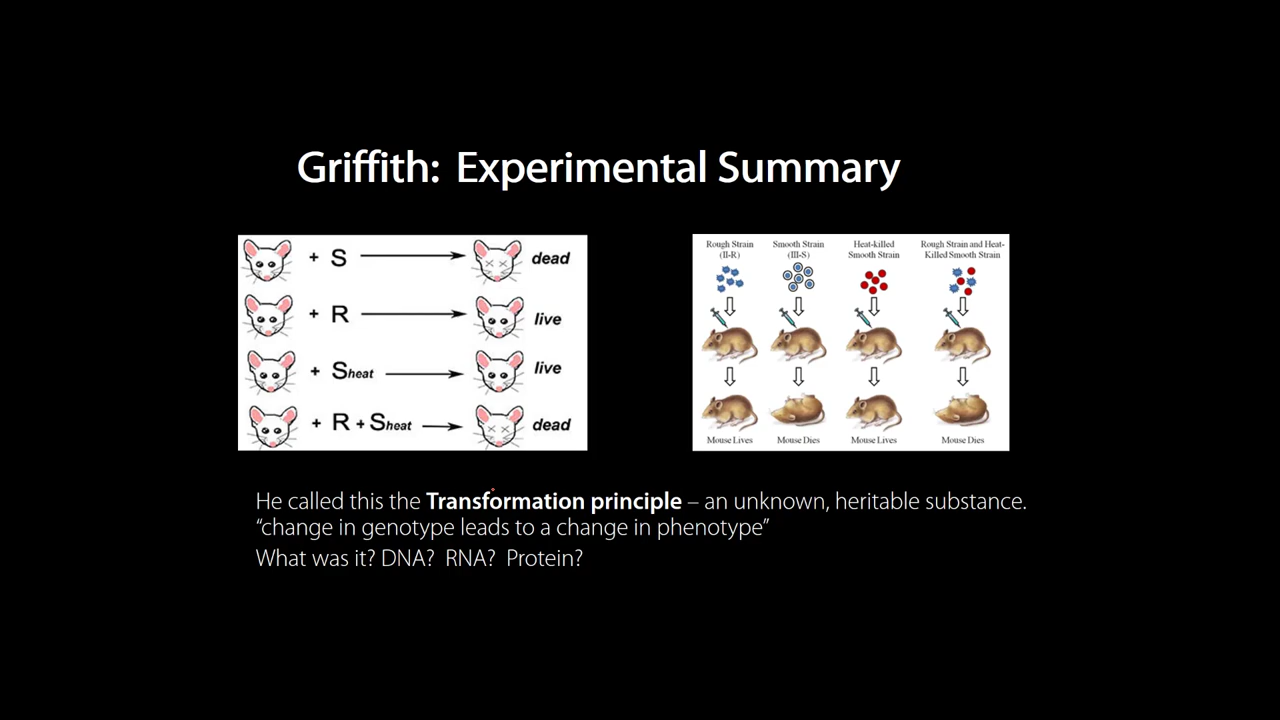 Griffith: Experimental Summary
+ S dead
+ R live
+ Sheat live
+ R + Sheat dead
Rough Strain
(II-R)
Smooth Strain
(III-S)
Heat-killed
Smooth Strain
Rough Strain and Heat-
Killed Smooth Strain
Mouse Lives
Mouse Dies
Mouse Lives
Mouse Dies
He called this the Transformation principle – an unknown, heritable substance.
“change in genotype leads to a change in phenotype”
What was it? DNA? RNA? Protein?